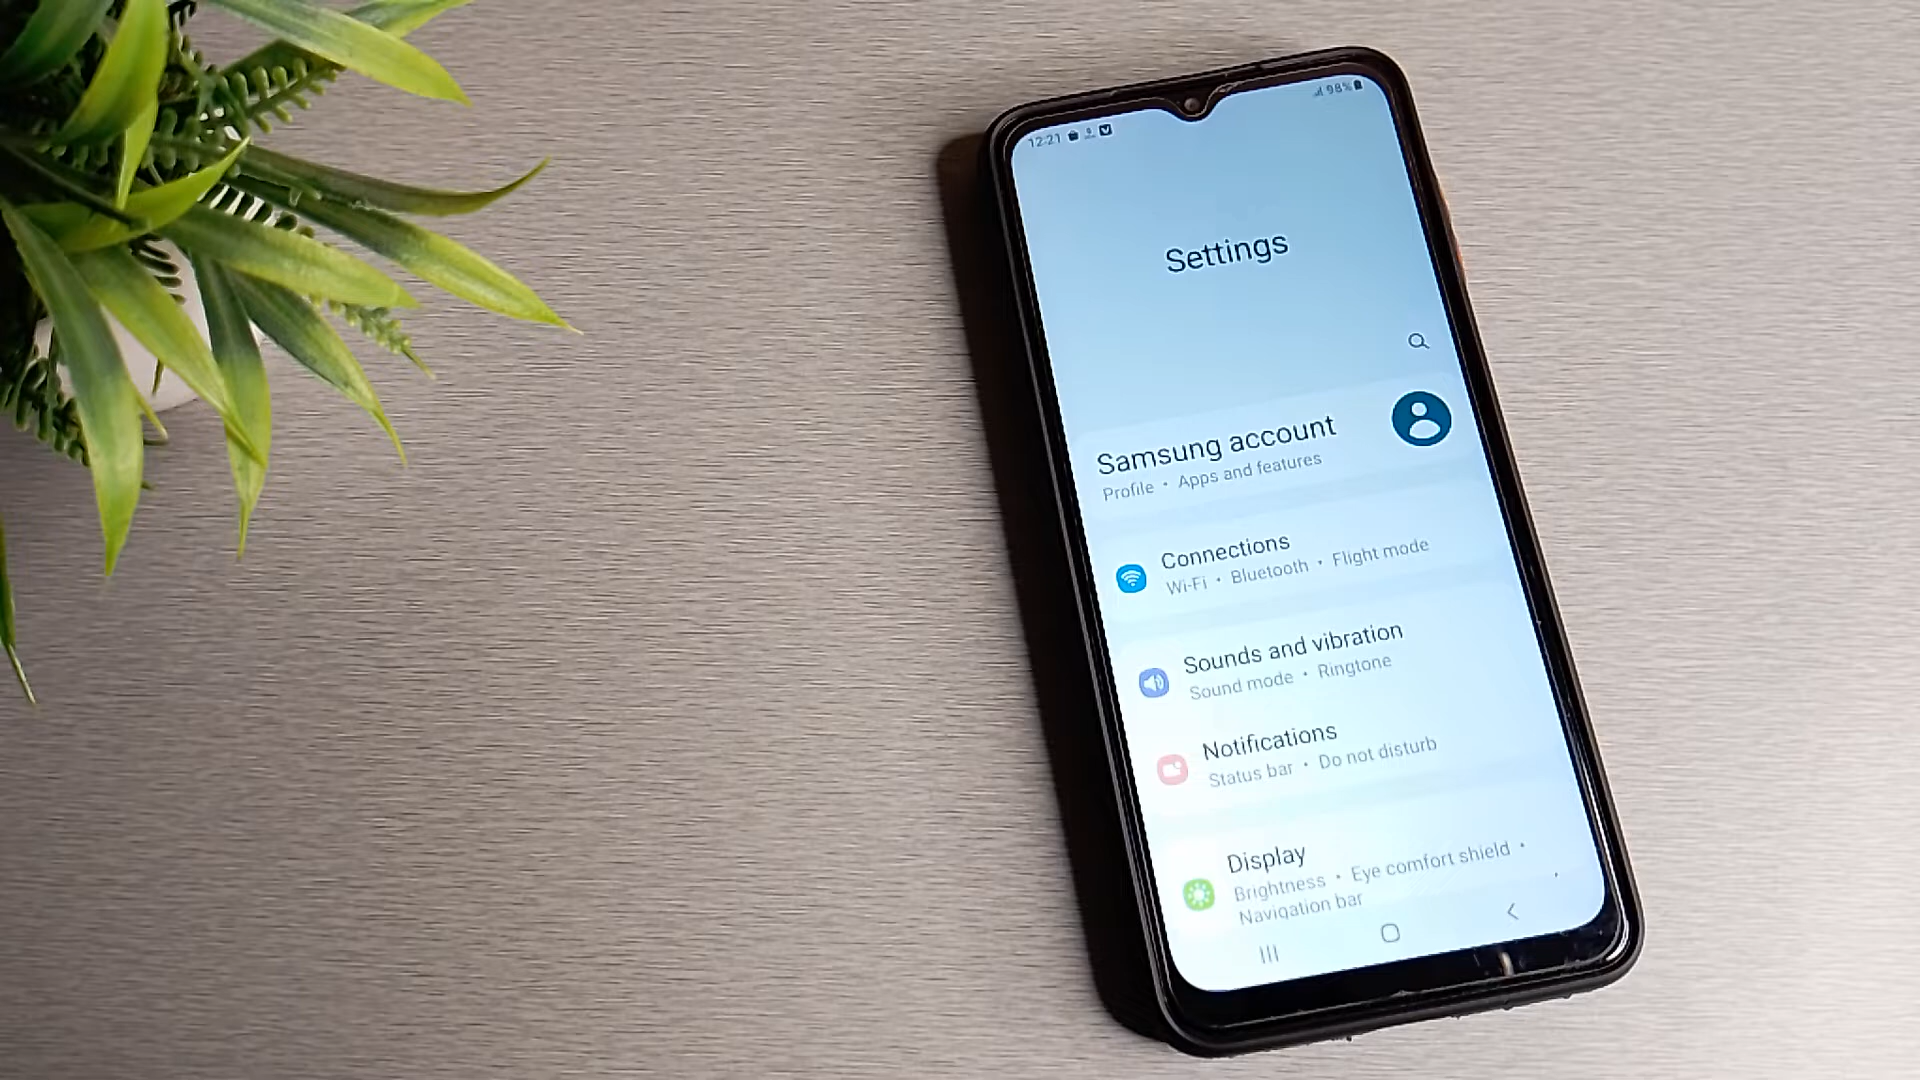 12:21
98%
Settings
Samsung account
Profile • Apps and features
Connections
Wi-Fi • Bluetooth • Flight mode
Sounds and vibration
Sound mode • Ringtone
Notifications
Status bar • Do not disturb
Display
Brightness • Eye comfort shield •
Navigation bar